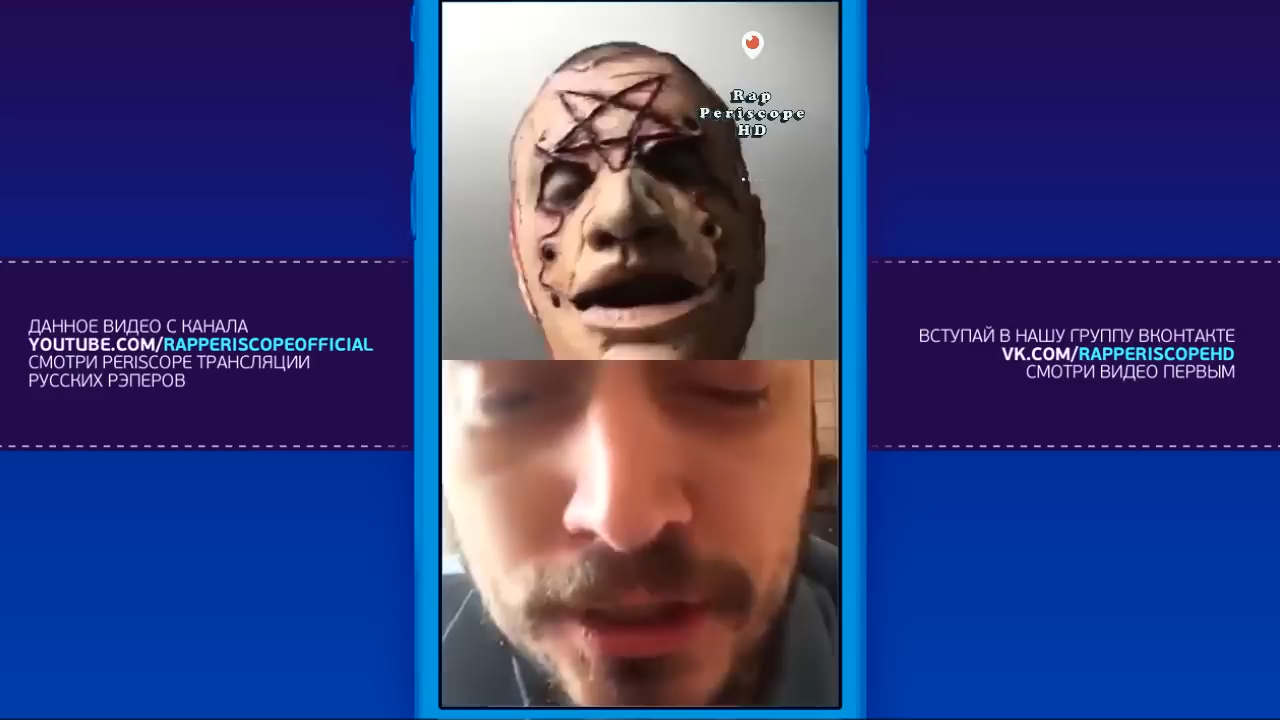 Rap
Periscope
HD
ДАННОЕ ВИДЕО С КАНАЛА
YOUTUBE.COM/RAPPERISCOPEOFFICIAL
СМОТРИ PERISCOPE ТРАНСЛЯЦИИ
РУССКИХ РЭПЕРОВ
ВСТУПАЙ В НАШУ ГРУППУ ВКОНТАКТЕ
VK.COM/RAPPERISCOPEHD
СМОТРИ ВИДЕО ПЕРВЫМ